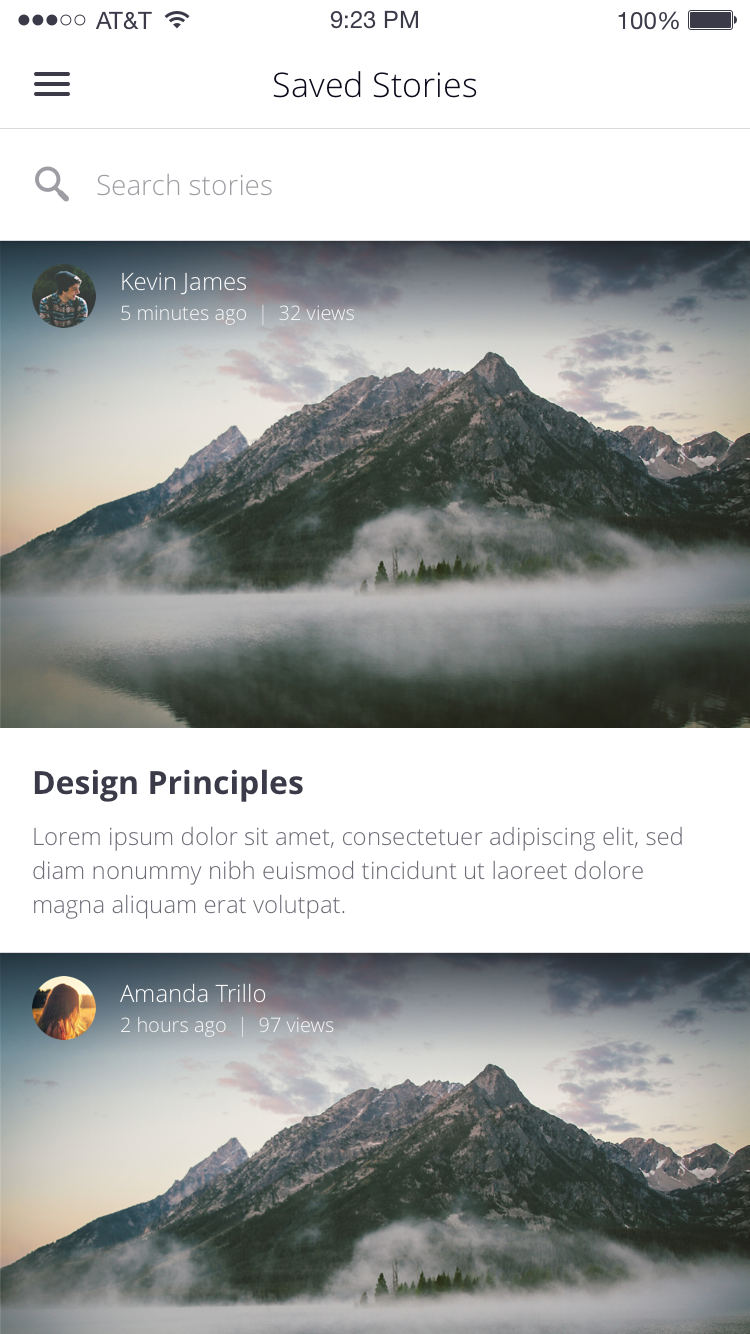 AT&T 9:23 PM 100%
Saved Stories
Search stories
Kevin James
5 minutes ago | 32 views
Design Principles
Lorem ipsum dolor sit amet, consectetuer adipiscing elit, sed
diam nonummy nibh euismod tincidunt ut laoreet dolore
magna aliquam erat volutpat.
Amanda Trillo
2 hours ago | 97 views